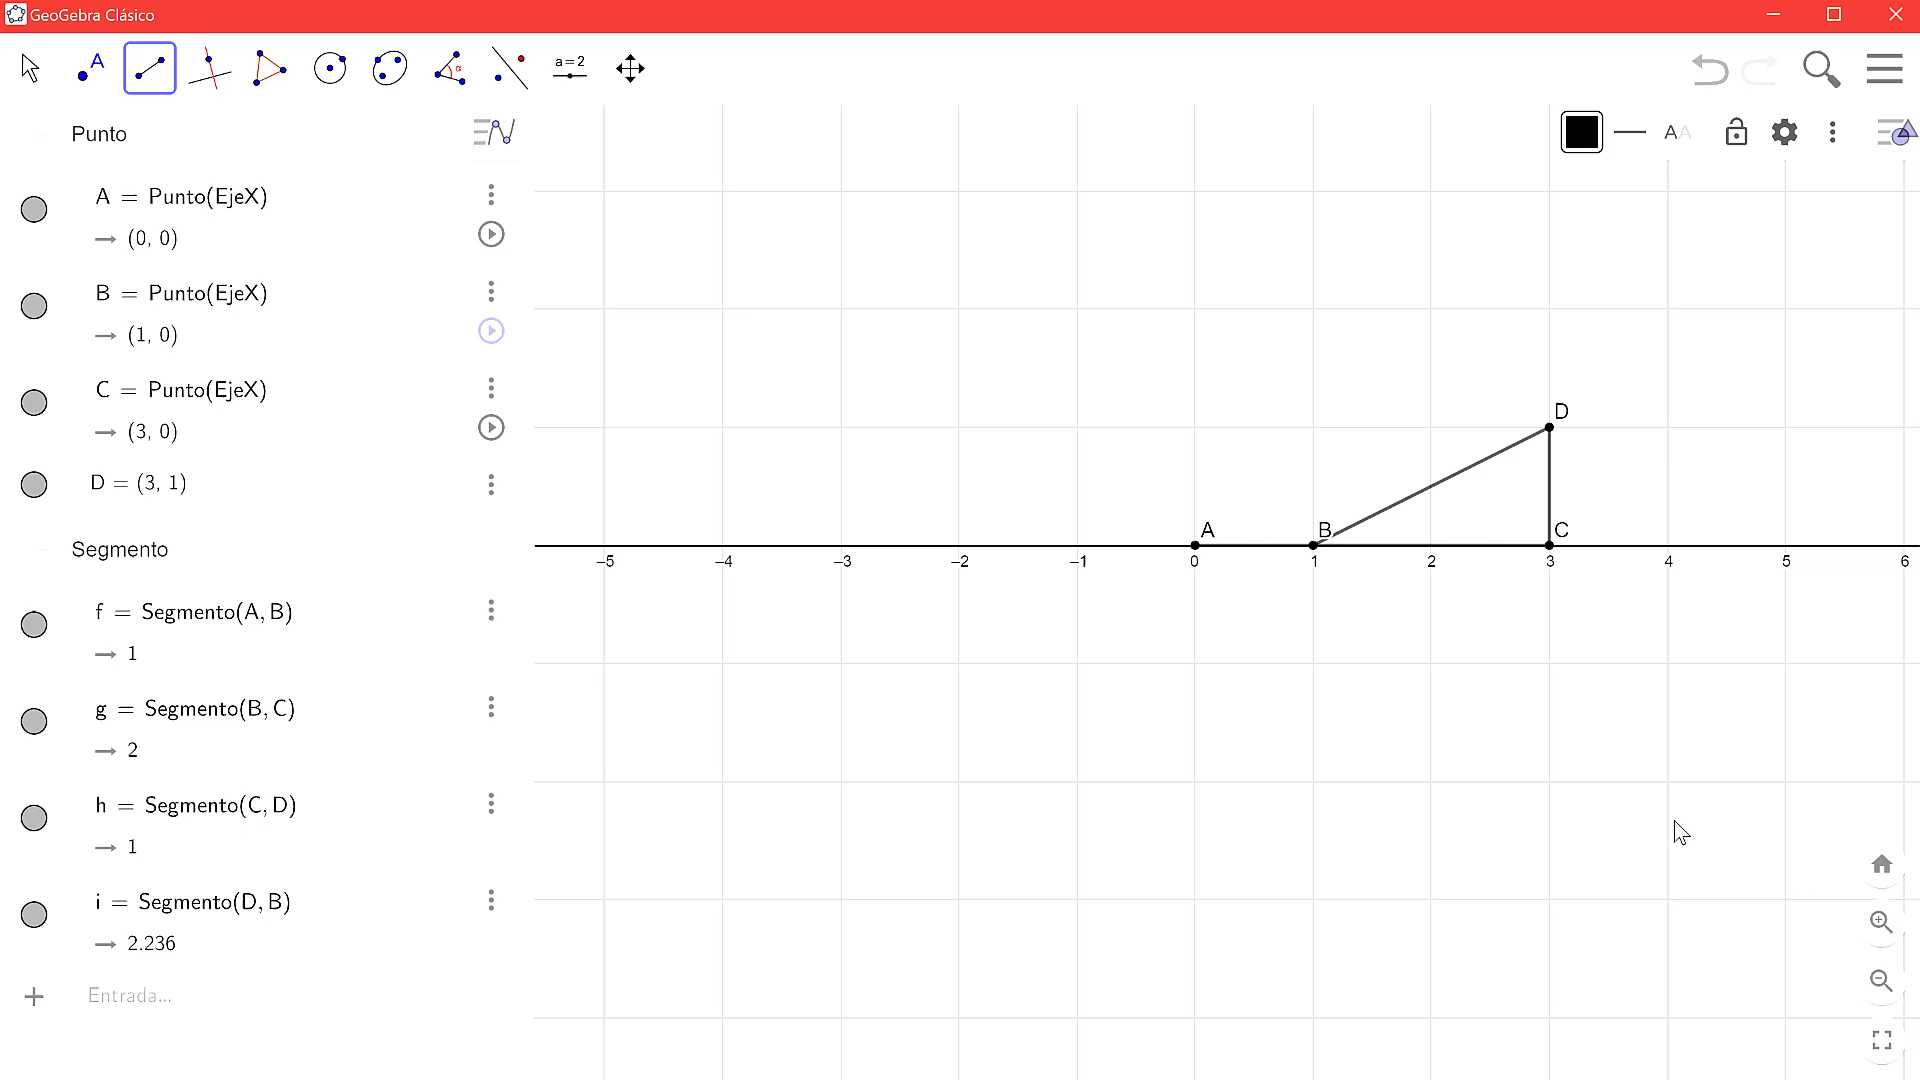 GeoGebra Clásico
A
α
a=2
Punto
AA
A = Punto(EjeX)
→ (0, 0)
B = Punto(EjeX)
→ (1, 0)
C = Punto(EjeX)
→ (3, 0)
D = (3, 1)
Segmento
f = Segmento(A, B)
→ 1
g = Segmento(B, C)
→ 2
h = Segmento(C, D)
→ 1
i = Segmento(D, B)
→ 2.236
+ Entrada...
D
A B C
–5 –4 –3 –2 –1 0 1 2 3 4 5 6